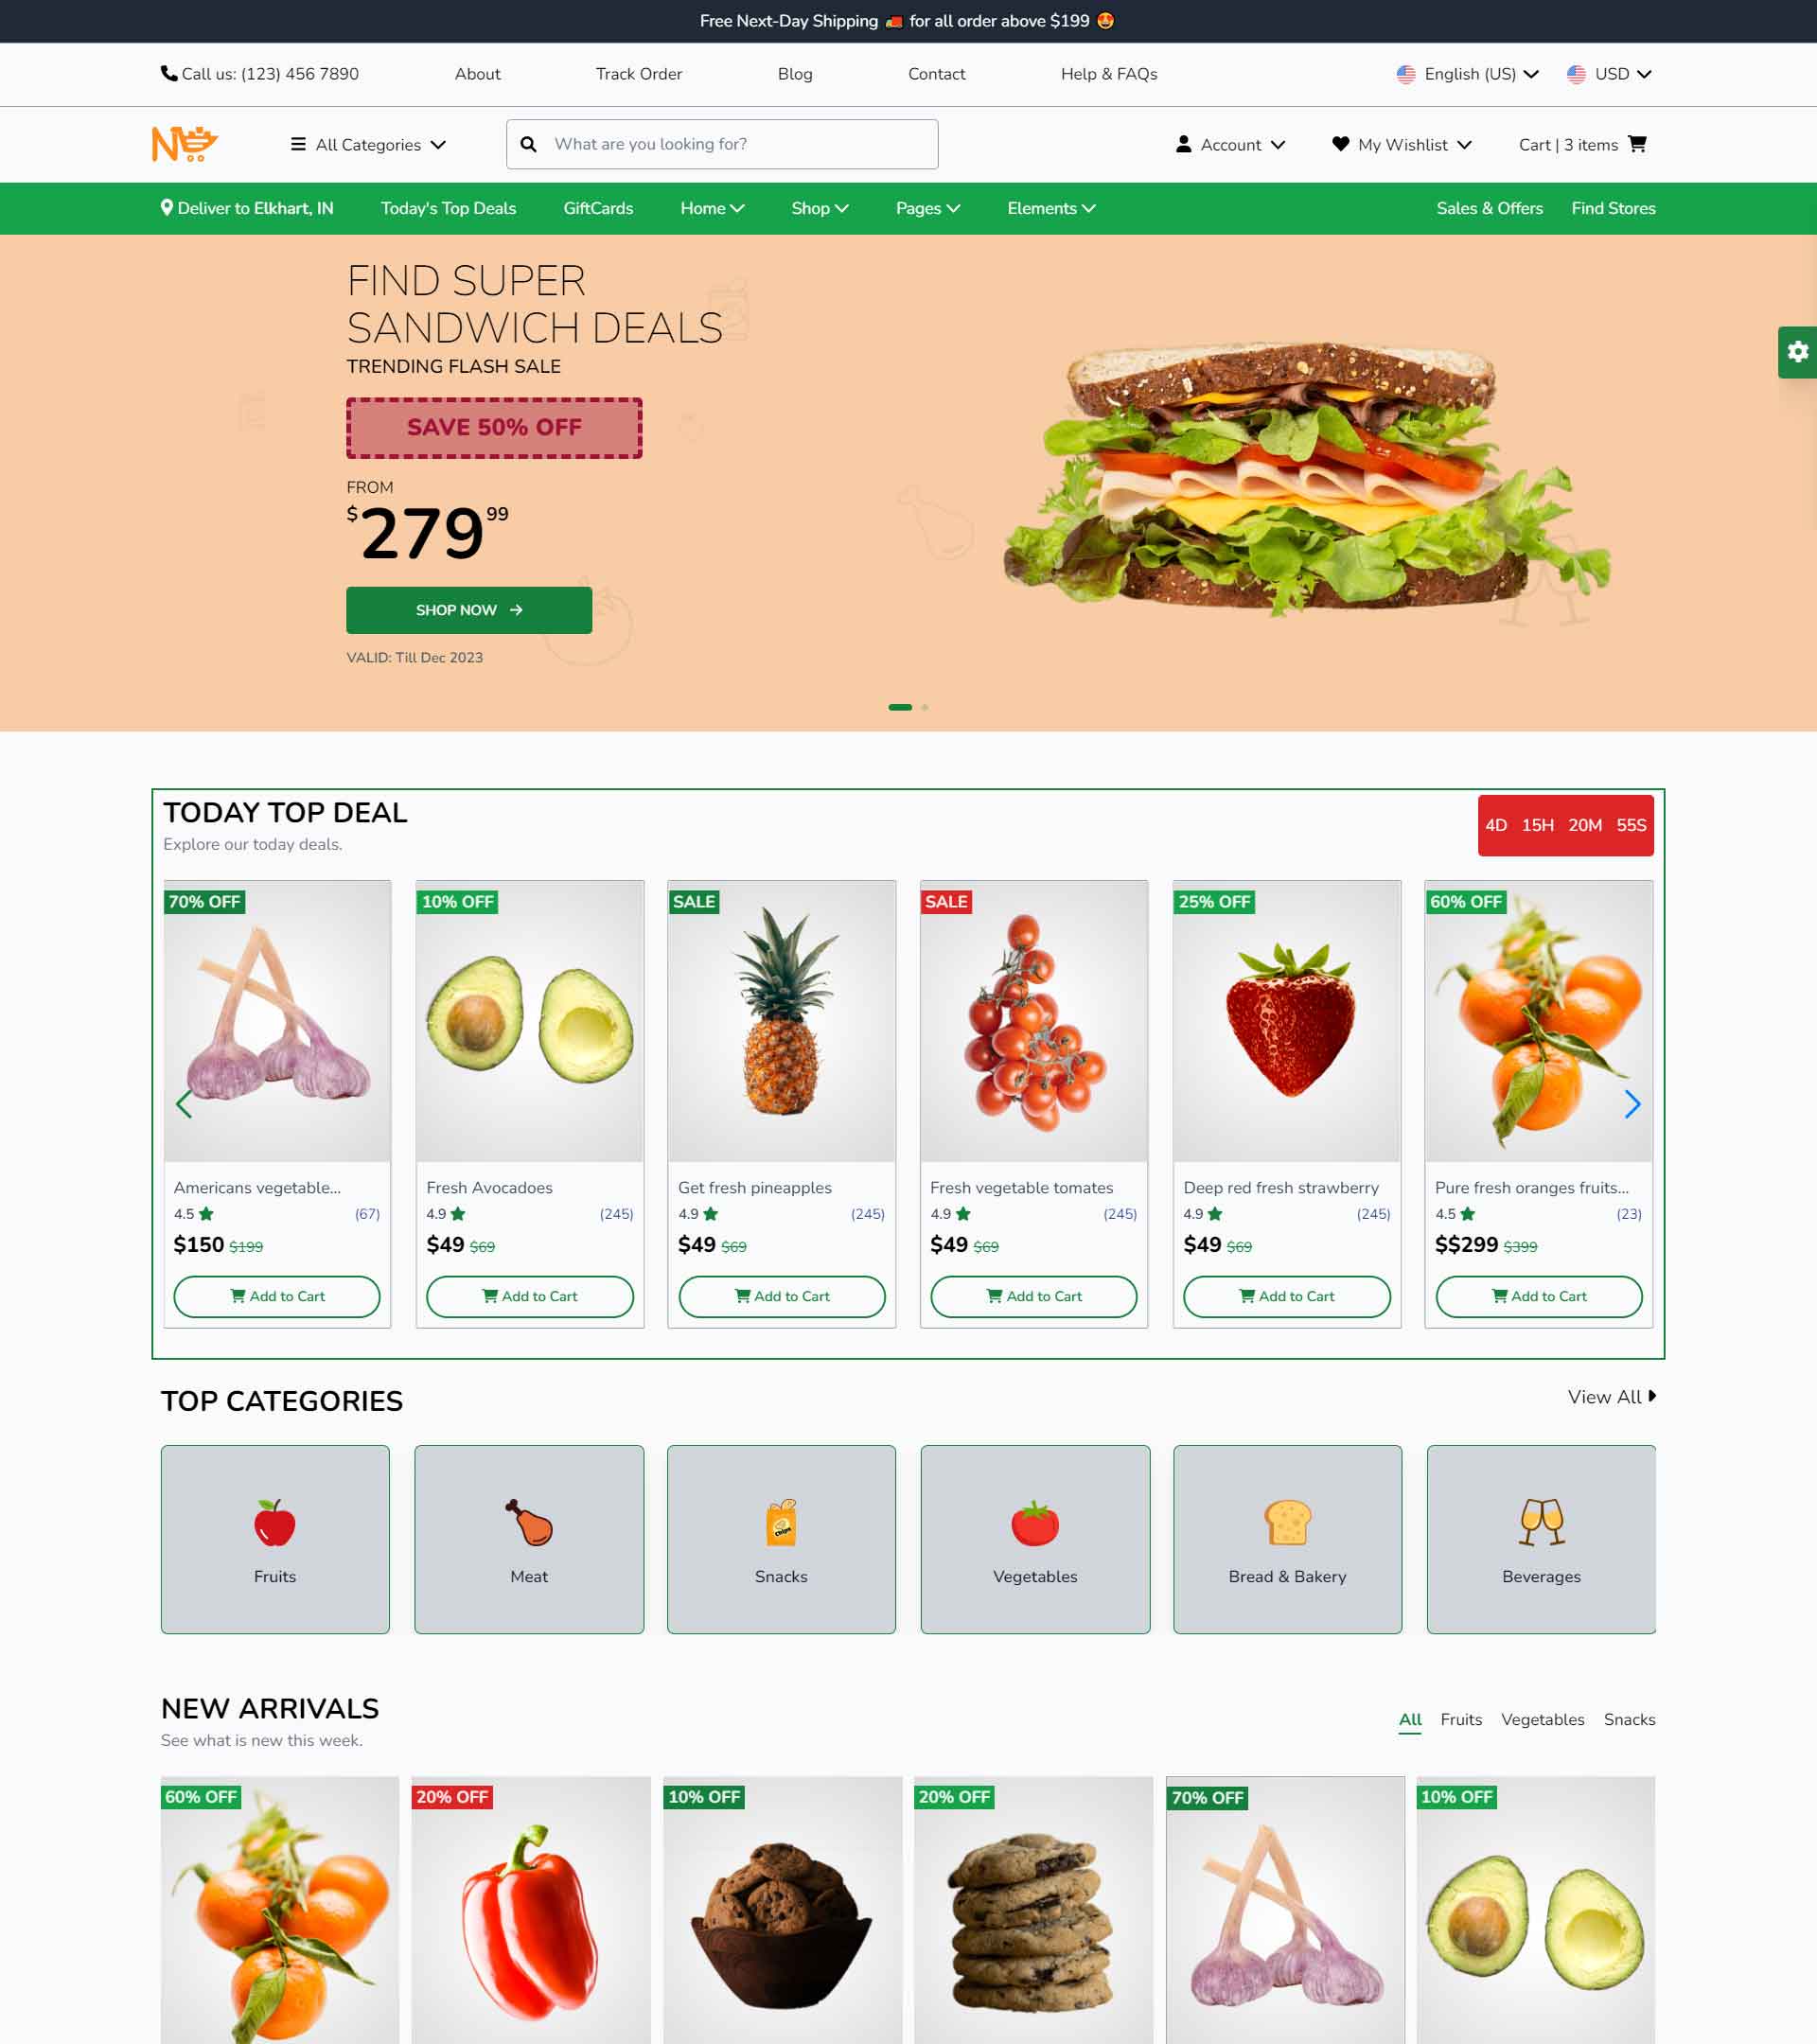 Free Next-Day Shipping 🚚 for all order above $199 😍
Call us: (123) 456 7890 About Track Order Blog Contact Help & FAQs English (US) USD
N All Categories What are you looking for? Account My Wishlist Cart | 3 items
Deliver to Elkhart, IN Today's Top Deals GiftCards Home Shop Pages Elements Sales & Offers Find Stores
FIND SUPER
SANDWICH DEALS
TRENDING FLASH SALE
SAVE 50% OFF
FROM
$279 99
SHOP NOW →
VALID: Till Dec 2023
TODAY TOP DEAL
Explore our today deals.
4D 15H 20M 55S
70% OFF 10% OFF SALE SALE 25% OFF 60% OFF
Americans vegetable... Fresh Avocadoes Get fresh pineapples Fresh vegetable tomates Deep red fresh strawberry Pure fresh oranges fruits...
4.5 (67) 4.9 (245) 4.9 (245) 4.9 (245) 4.9 (245) 4.5 (23)
$150 $199 $49 $69 $49 $69 $49 $69 $49 $69 $$299 $399
Add to Cart Add to Cart Add to Cart Add to Cart Add to Cart Add to Cart
TOP CATEGORIES View All
Chips
Fruits Meat Snacks Vegetables Bread & Bakery Beverages
NEW ARRIVALS
See what is new this week.
All Fruits Vegetables Snacks
60% OFF 20% OFF 10% OFF 20% OFF 70% OFF 10% OFF